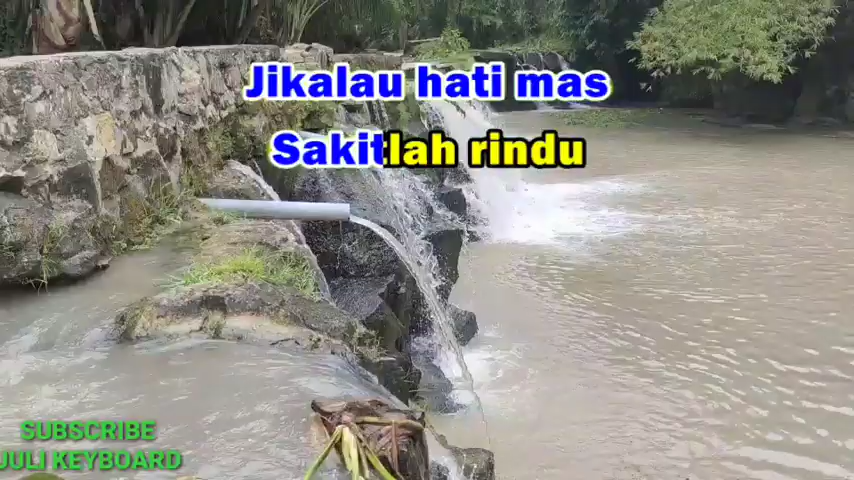 Jikalau hati mas
Sakitlah rindu
SUBSCRIBE
JULI KEYBOARD